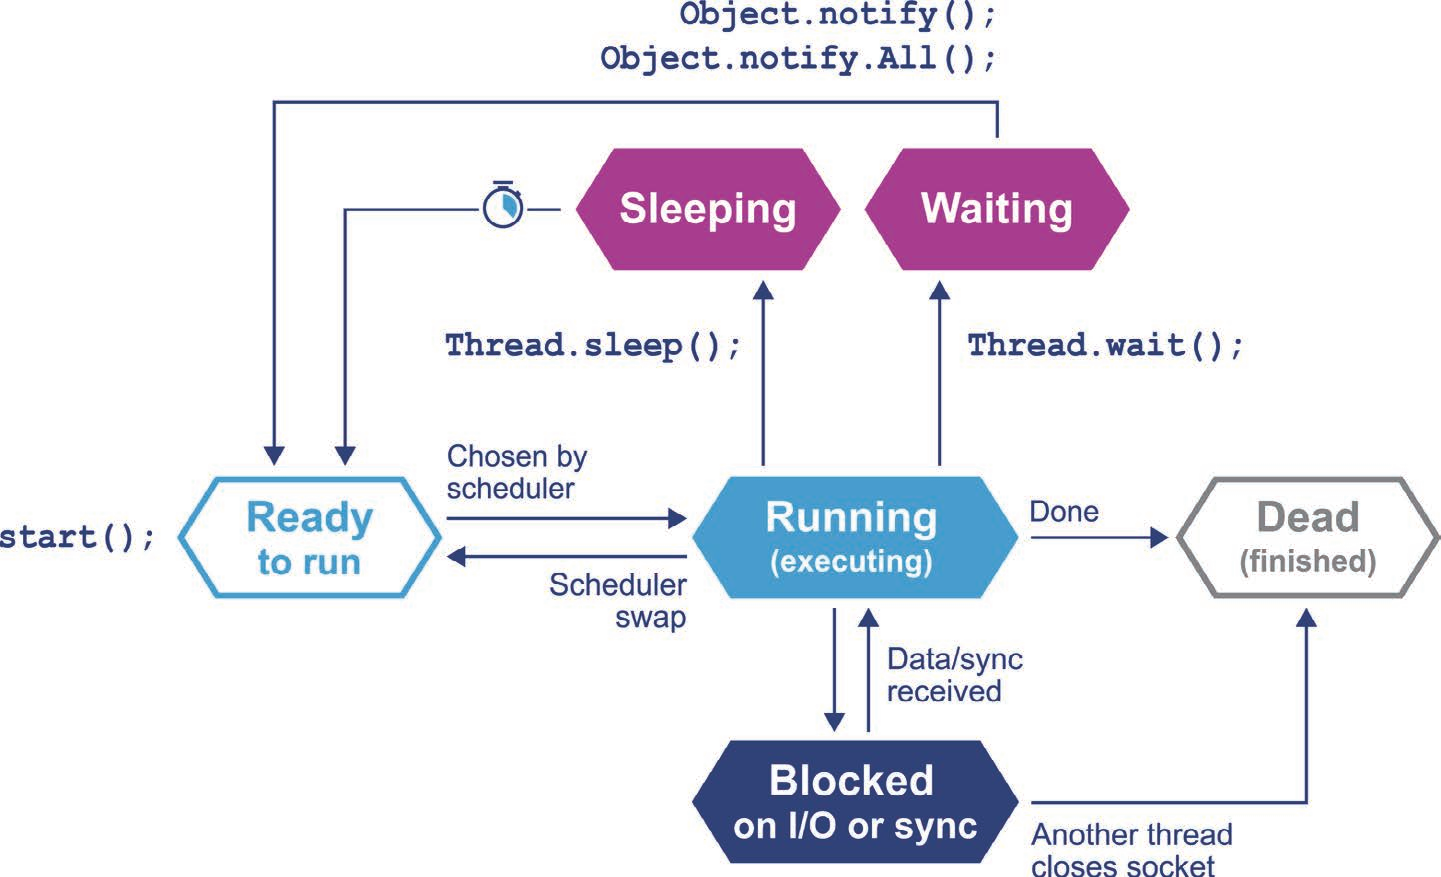 Object.notify();
Object.notify.All();
Sleeping
Waiting
Thread.sleep();
Thread.wait();
Chosen by
scheduler
start();
Ready
to run
Running
(executing)
Done
Dead
(finished)
Scheduler
swap
Data/sync
received
Blocked
on I/O or sync
Another thread
closes socket